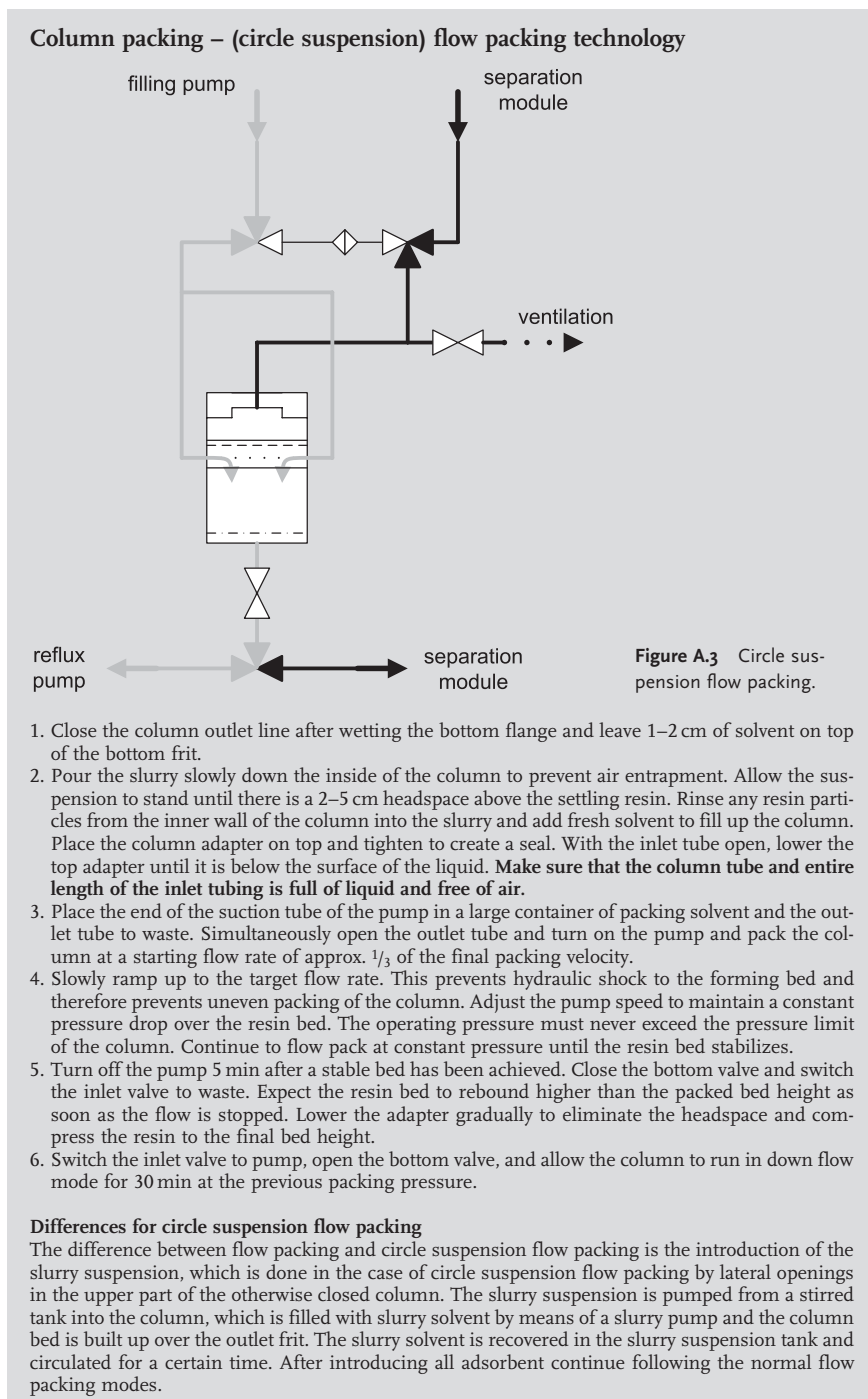 Column packing – (circle suspension) flow packing technology
filling pump
separation
module
ventilation
reflux
pump
separation
module
Figure A.3 Circle sus-
pension flow packing.
1. Close the column outlet line after wetting the bottom flange and leave 1–2 cm of solvent on top
of the bottom frit.
2. Pour the slurry slowly down the inside of the column to prevent air entrapment. Allow the sus-
pension to stand until there is a 2–5 cm headspace above the settling resin. Rinse any resin parti-
cles from the inner wall of the column into the slurry and add fresh solvent to fill up the column.
Place the column adapter on top and tighten to create a seal. With the inlet tube open, lower the
top adapter until it is below the surface of the liquid. Make sure that the column tube and entire
length of the inlet tubing is full of liquid and free of air.
3. Place the end of the suction tube of the pump in a large container of packing solvent and the out-
let tube to waste. Simultaneously open the outlet tube and turn on the pump and pack the col-
umn at a starting flow rate of approx. 1/3 of the final packing velocity.
4. Slowly ramp up to the target flow rate. This prevents hydraulic shock to the forming bed and
therefore prevents uneven packing of the column. Adjust the pump speed to maintain a constant
pressure drop over the resin bed. The operating pressure must never exceed the pressure limit
of the column. Continue to flow pack at constant pressure until the resin bed stabilizes.
5. Turn off the pump 5 min after a stable bed has been achieved. Close the bottom valve and switch
the inlet valve to waste. Expect the resin bed to rebound higher than the packed bed height as
soon as the flow is stopped. Lower the adapter gradually to eliminate the headspace and com-
press the resin to the final bed height.
6. Switch the inlet valve to pump, open the bottom valve, and allow the column to run in down flow
mode for 30 min at the previous packing pressure.
Differences for circle suspension flow packing
The difference between flow packing and circle suspension flow packing is the introduction of the
slurry suspension, which is done in the case of circle suspension flow packing by lateral openings
in the upper part of the otherwise closed column. The slurry suspension is pumped from a stirred
tank into the column, which is filled with slurry solvent by means of a slurry pump and the column
bed is built up over the outlet frit. The slurry solvent is recovered in the slurry suspension tank and
circulated for a certain time. After introducing all adsorbent continue following the normal flow
packing modes.